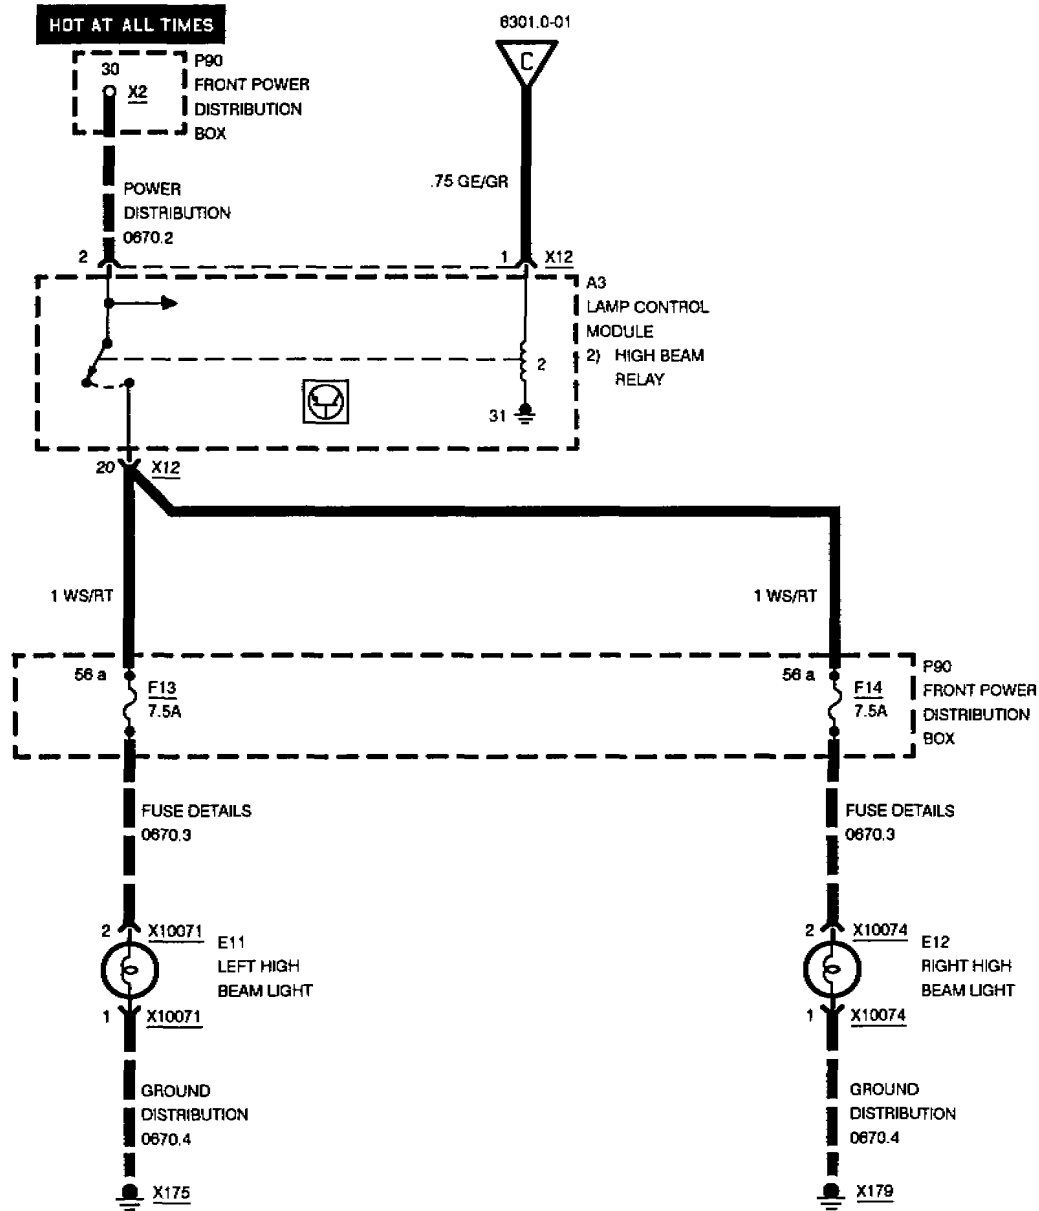 HOT AT ALL TIMES
6301.0-01
C
30
X2
P90
FRONT POWER
DISTRIBUTION
BOX
.75 GE/GR
POWER
DISTRIBUTION
0670.2
2
1
X12
A3
LAMP CONTROL
MODULE
2) HIGH BEAM
RELAY
2
31
20
X12
1 WS/RT
1 WS/RT
56 a
F13
7.5A
56 a
F14
7.5A
P90
FRONT POWER
DISTRIBUTION
BOX
FUSE DETAILS
0670.3
FUSE DETAILS
0670.3
2
X10071
E11
LEFT HIGH
BEAM LIGHT
1
X10071
2
X10074
E12
RIGHT HIGH
BEAM LIGHT
1
X10074
GROUND
DISTRIBUTION
0670.4
GROUND
DISTRIBUTION
0670.4
X175
X179